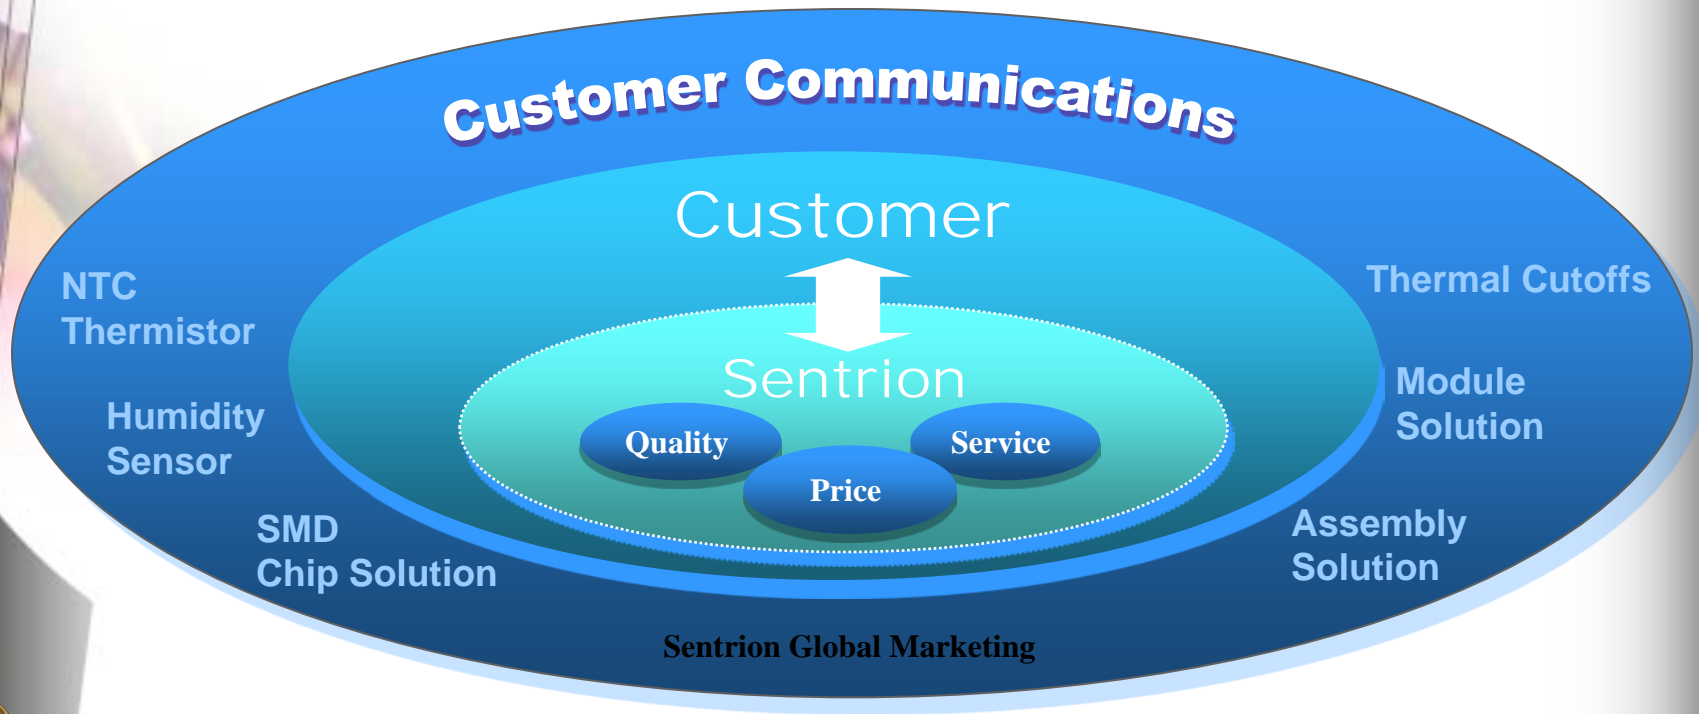 Customer Communications
Customer
NTC
Thermistor
Thermal Cutoffs
Sentrion
Humidity
Sensor
Module
Solution
Quality
Service
Price
SMD
Chip Solution
Assembly
Solution
Sentrion Global Marketing